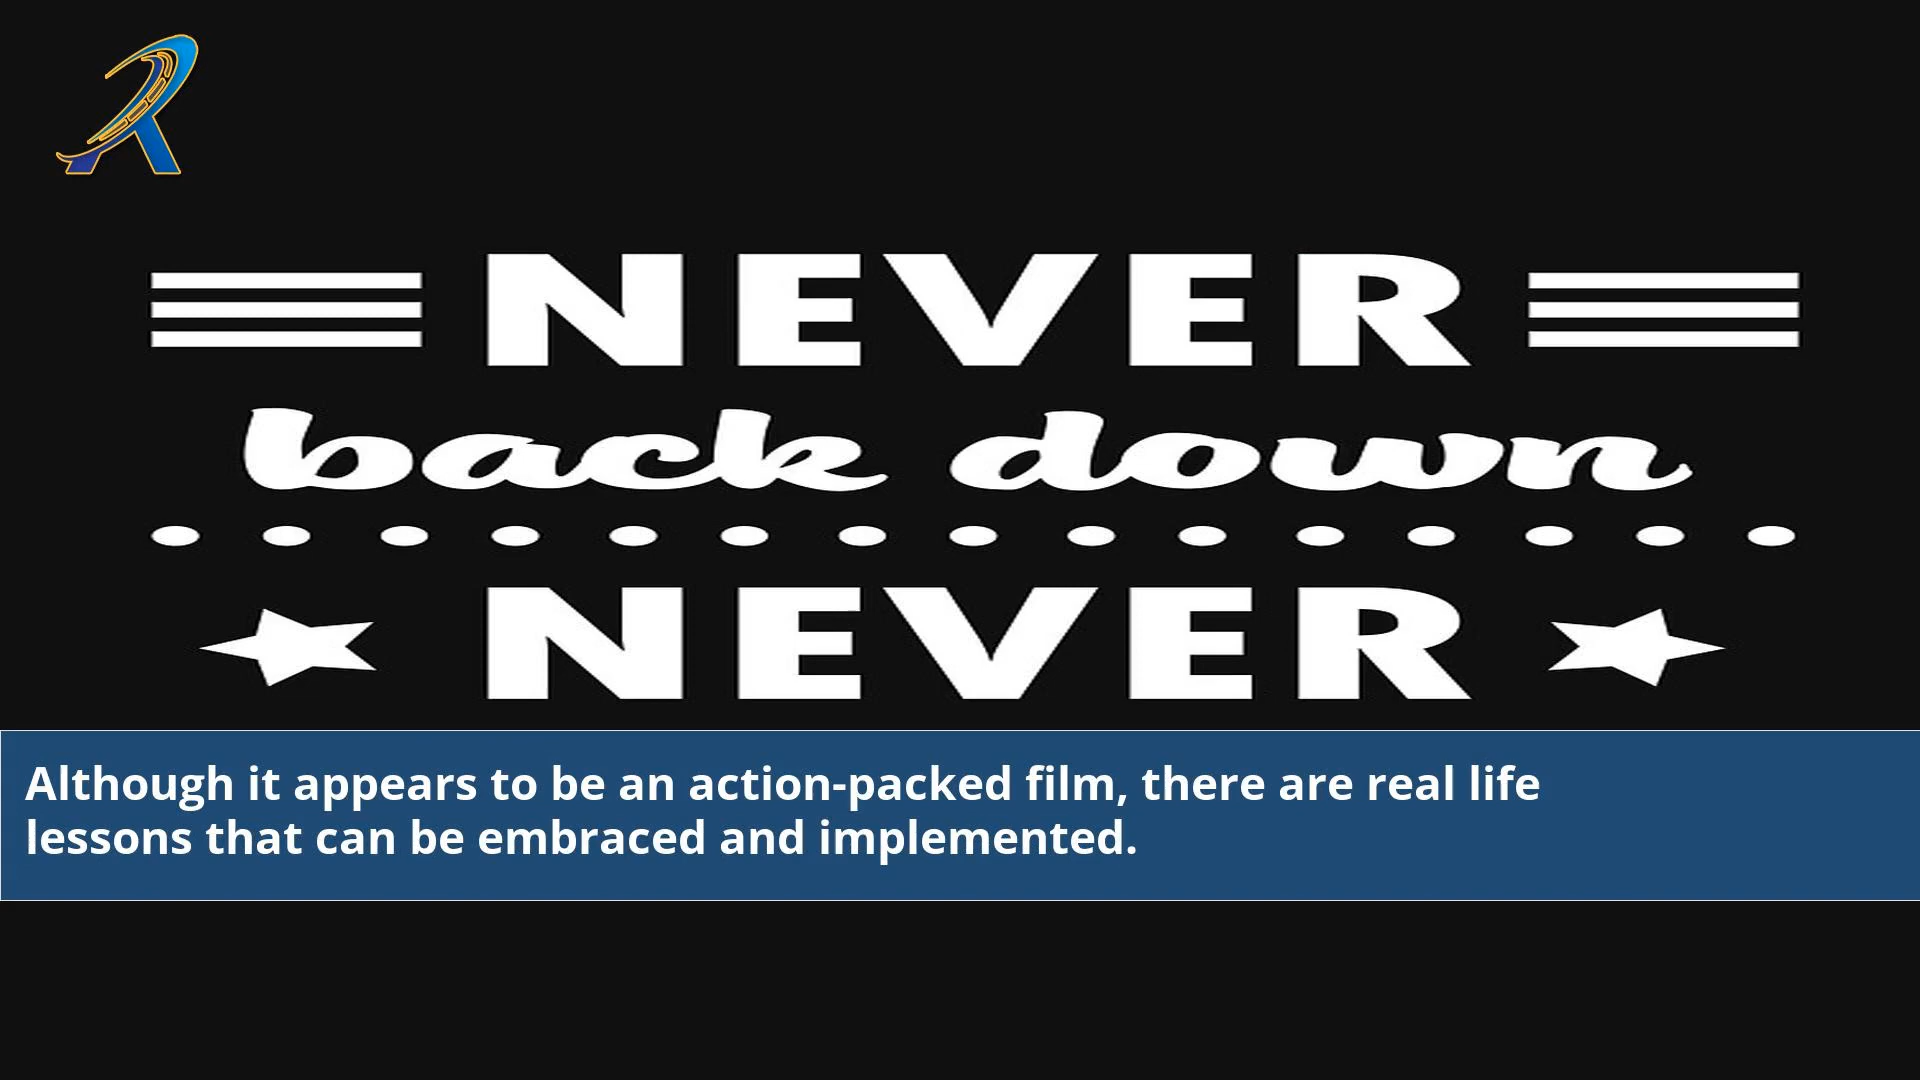 NEVER
back down
NEVER
Although it appears to be an action-packed film, there are real life
lessons that can be embraced and implemented.